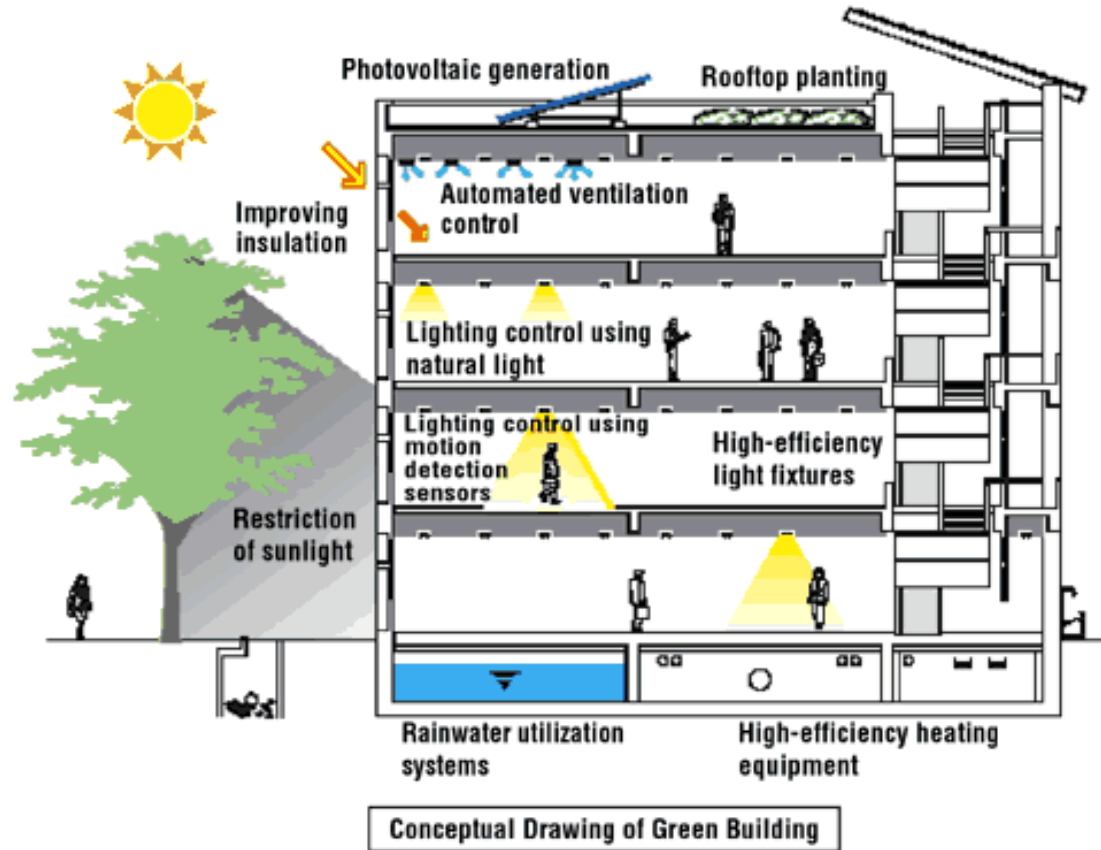 Photovoltaic generation
Rooftop planting
Improving
insulation
Automated ventilation
control
Lighting control using
natural light
Lighting control using
motion
detection
sensors
High-efficiency
light fixtures
Restriction
of sunlight
Rainwater utilization
systems
High-efficiency heating
equipment
Conceptual Drawing of Green Building